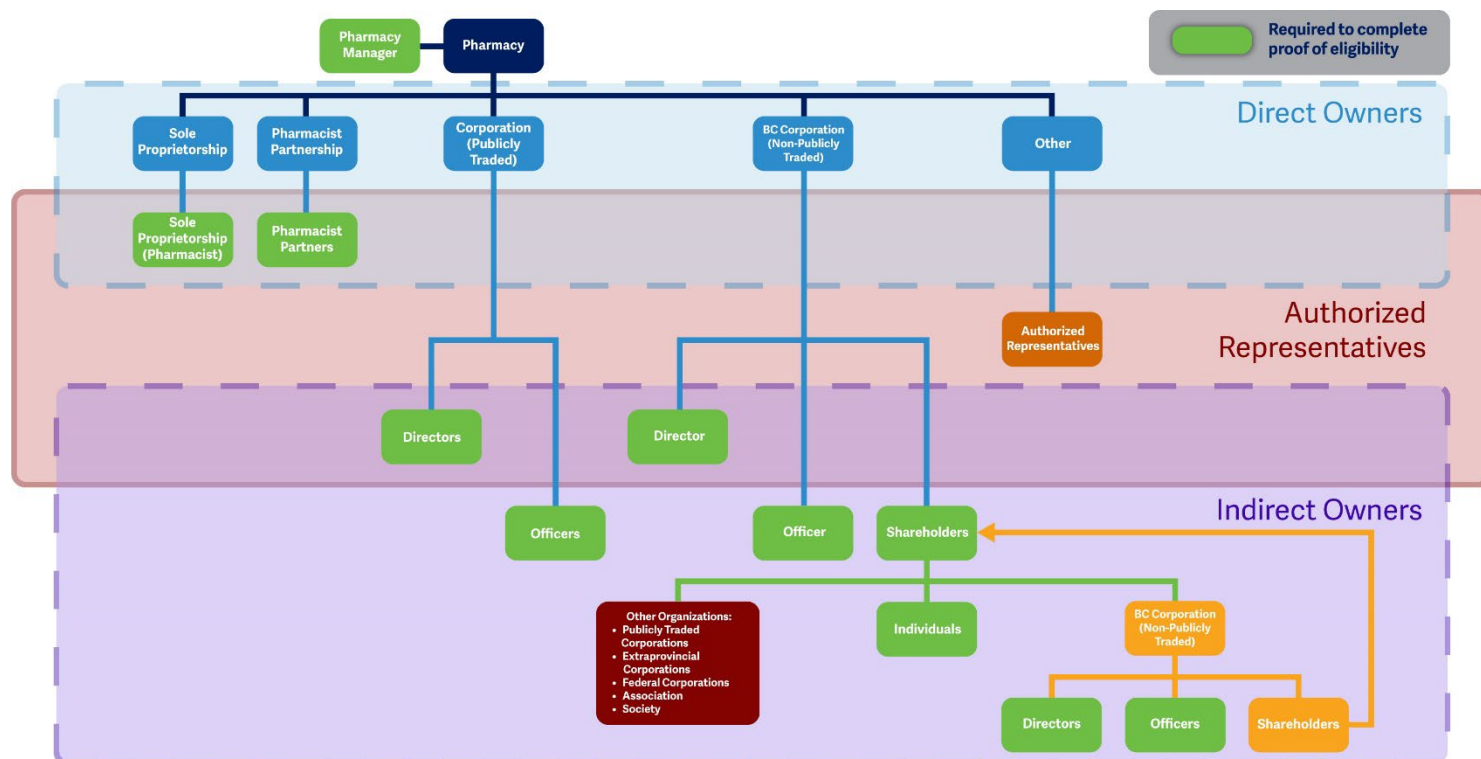 Pharmacy
Manager
Pharmacy
Required to complete
proof of eligibility
Direct Owners
Sole
Proprietorship
Pharmacist
Partnership
Corporation
(Publicly
Traded)
BC Corporation
(Non-Publicly
Traded)
Other
Sole
Proprietorship
(Pharmacist)
Pharmacist
Partners
Authorized
Representatives
Authorized
Representatives
Directors
Director
Indirect Owners
Officers
Officer
Shareholders
Other Organizations:
• Publicly Traded
Corporations
• Extraprovincial
Corporations
• Federal Corporations
• Association
• Society
Individuals
BC Corporation
(Non-Publicly
Traded)
Directors
Officers
Shareholders